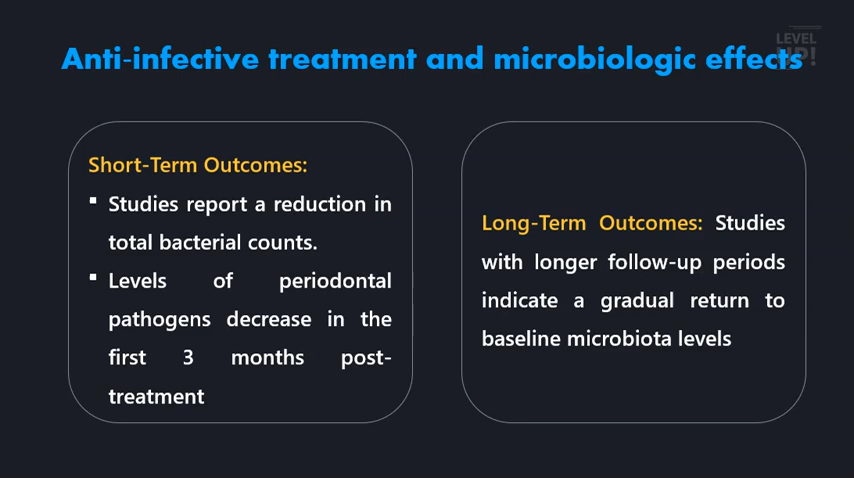 LEVEL
UP!
Anti-infective treatment and microbiologic effects
Short-Term Outcomes:
▪ Studies report a reduction in
total bacterial counts.
▪ Levels of periodontal
pathogens decrease in the
first 3 months post-
treatment
Long-Term Outcomes: Studies
with longer follow-up periods
indicate a gradual return to
baseline microbiota levels